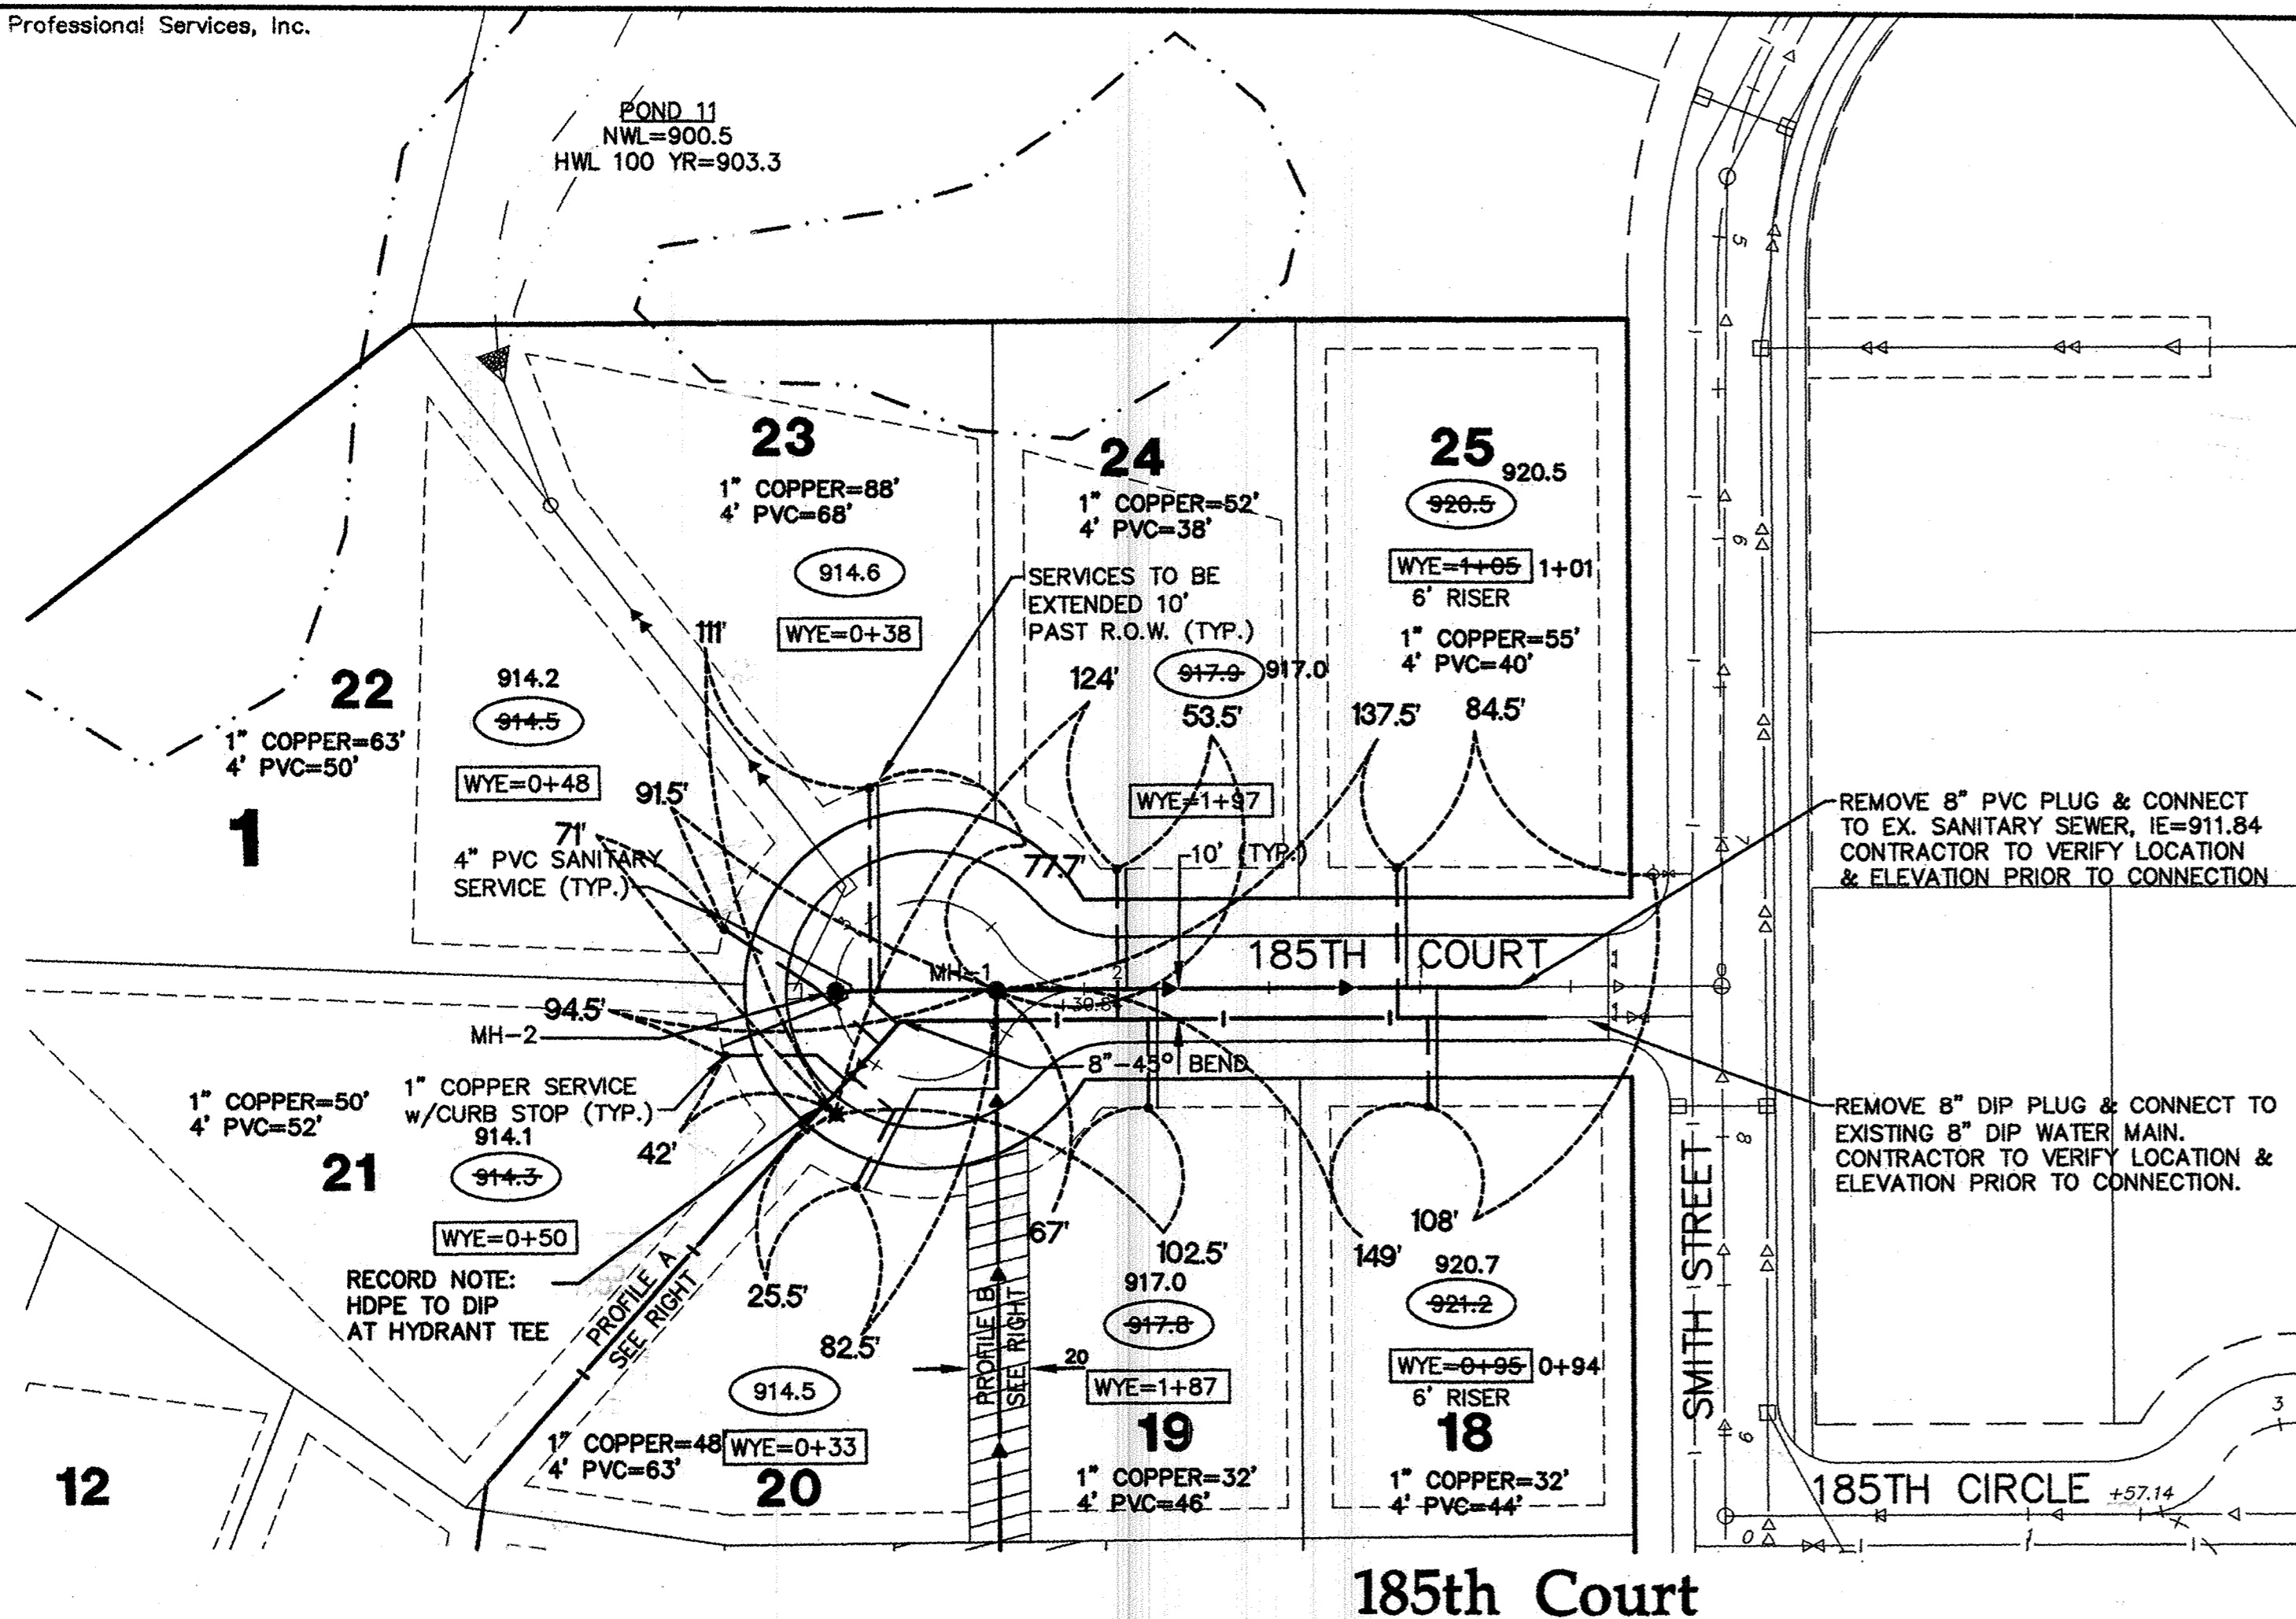 Professional Services, Inc.
POND 11
NWL=900.5
HWL 100 YR=903.3
23
1" COPPER=88'
4' PVC=68'
914.6
WYE=0+38
24
1" COPPER=52'
4' PVC=38'
SERVICES TO BE
EXTENDED 10'
PAST R.O.W. (TYP.)
917.9 917.0
124'
53.5'
WYE=1+97
25
920.5
920.5
WYE=1+05 1+01
6' RISER
1" COPPER=55'
4' PVC=40'
137.5'
84.5'
22
1" COPPER=63'
4' PVC=50'
914.2
914.5
WYE=0+48
1
111'
91.5'
71'
4" PVC SANITARY
SERVICE (TYP.)
77.7'
10' (TYP.)
REMOVE 8" PVC PLUG & CONNECT
TO EX. SANITARY SEWER, IE=911.84
CONTRACTOR TO VERIFY LOCATION
& ELEVATION PRIOR TO CONNECTION
185TH COURT
MH-1
2
1
0
94.5'
MH-2
8"-45° BEND
1" COPPER=50'
4' PVC=52'
1" COPPER SERVICE
w/CURB STOP (TYP.)
914.1
914.3
21
WYE=0+50
42'
RECORD NOTE:
HDPE TO DIP
AT HYDRANT TEE
PROFILE A
SEE RIGHT
25.5'
82.5'
914.5
WYE=0+33
1" COPPER=48
4' PVC=63'
20
12
PROFILE B
SEE RIGHT
20
67'
102.5'
917.0
917.8
WYE=1+87
19
1" COPPER=32'
4' PVC=46'
149'
108'
920.7
921.2
WYE=0+95 0+94
6' RISER
18
1" COPPER=32'
4' PVC=44'
REMOVE 8" DIP PLUG & CONNECT TO
EXISTING 8" DIP WATER MAIN.
CONTRACTOR TO VERIFY LOCATION &
ELEVATION PRIOR TO CONNECTION.
SMITH STREET
5
6
7
8
9
185TH CIRCLE
+57.14
3
0
1
185th Court